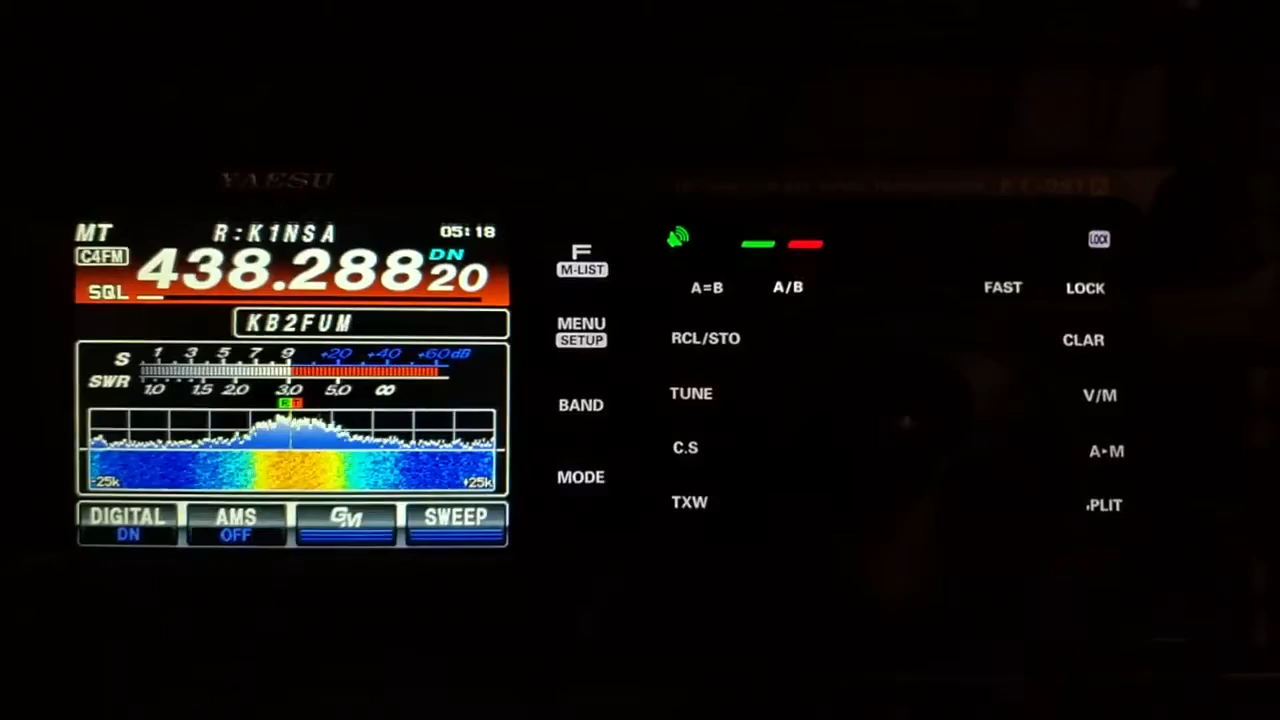 YAESU
MT R:K1NSA 05:18
C4FM 438.288 20 DN
SQL
KB2FUM
S 1 3 5 7 9 +20 +40 +60dB
SWR 1.0 1.5 2.0 3.0 5.0 ∞
R T
-25k +25k
DIGITAL AMS GM SWEEP
DN OFF
F
M-LIST
MENU
SETUP
BAND
MODE
LOCK
A=B A/B FAST LOCK
RCL/STO CLAR
TUNE V/M
C.S A▸M
TXW PLIT